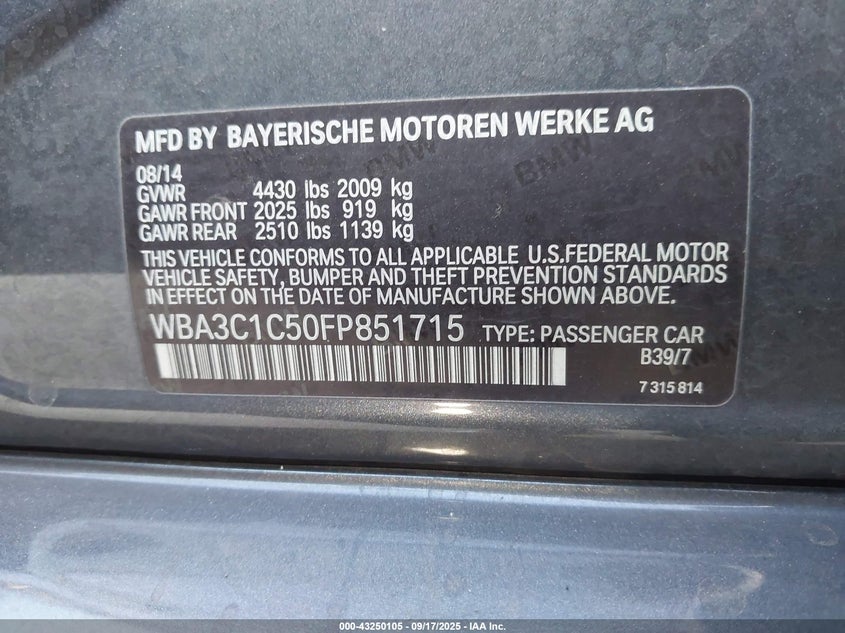 MFD BY BAYERISCHE MOTOREN WERKE AG
08/14
GVWR 4430 lbs 2009 kg
GAWR FRONT 2025 lbs 919 kg
GAWR REAR 2510 lbs 1139 kg
THIS VEHICLE CONFORMS TO ALL APPLICABLE U.S.FEDERAL MOTOR
VEHICLE SAFETY, BUMPER AND THEFT PREVENTION STANDARDS
IN EFFECT ON THE DATE OF MANUFACTURE SHOWN ABOVE.
WBA3C1C50FP851715 TYPE: PASSENGER CAR
B39/7
7 315 814
BMW
000-43250105 - 09/17/2025 - IAA Inc.